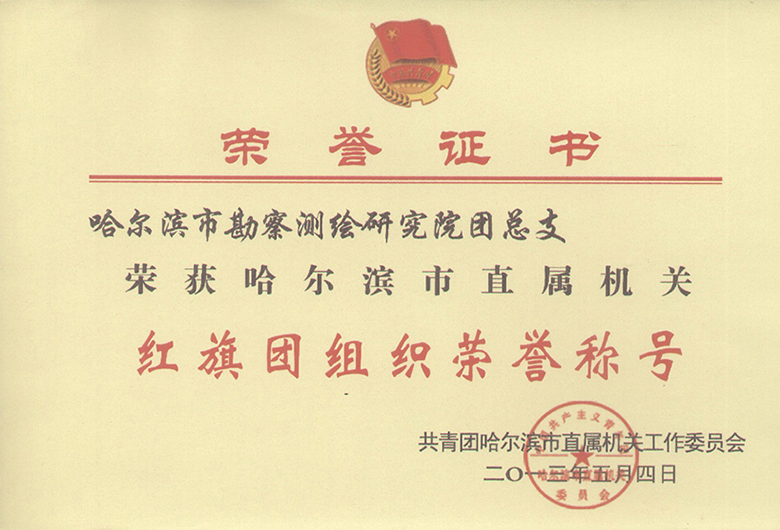 荣誉证书
哈尔滨市勘察测绘研究院团总支
荣获哈尔滨市直属机关
红旗团组织荣誉称号
共青团哈尔滨市直属机关工作委员会
二〇一三年五月四日
委员会